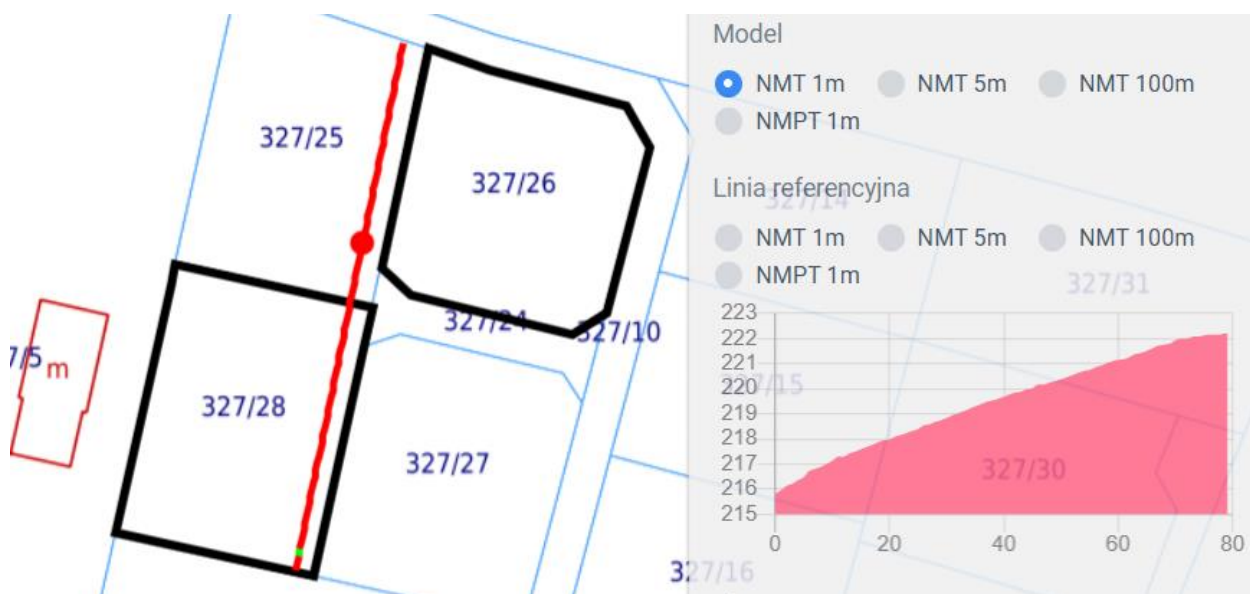 327/25
327/26
327/28
327/24
327/10
327/27
7/5
m
327/16
Model
NMT 1m NMT 5m NMT 100m
NMPT 1m
Linia referencyjna
327/14
NMT 1m NMT 5m NMT 100m
NMPT 1m
327/31
223
222
221
220
327/15
219
218
217
327/30
216
215
0 20 40 60 80